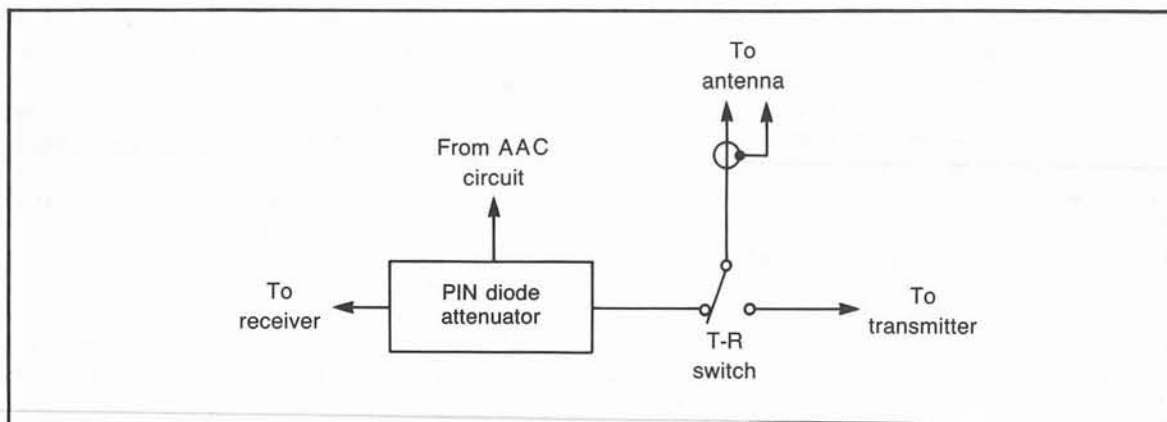 To
antenna
From AAC
circuit
To
receiver
PIN diode
attenuator
T-R
switch
To
transmitter